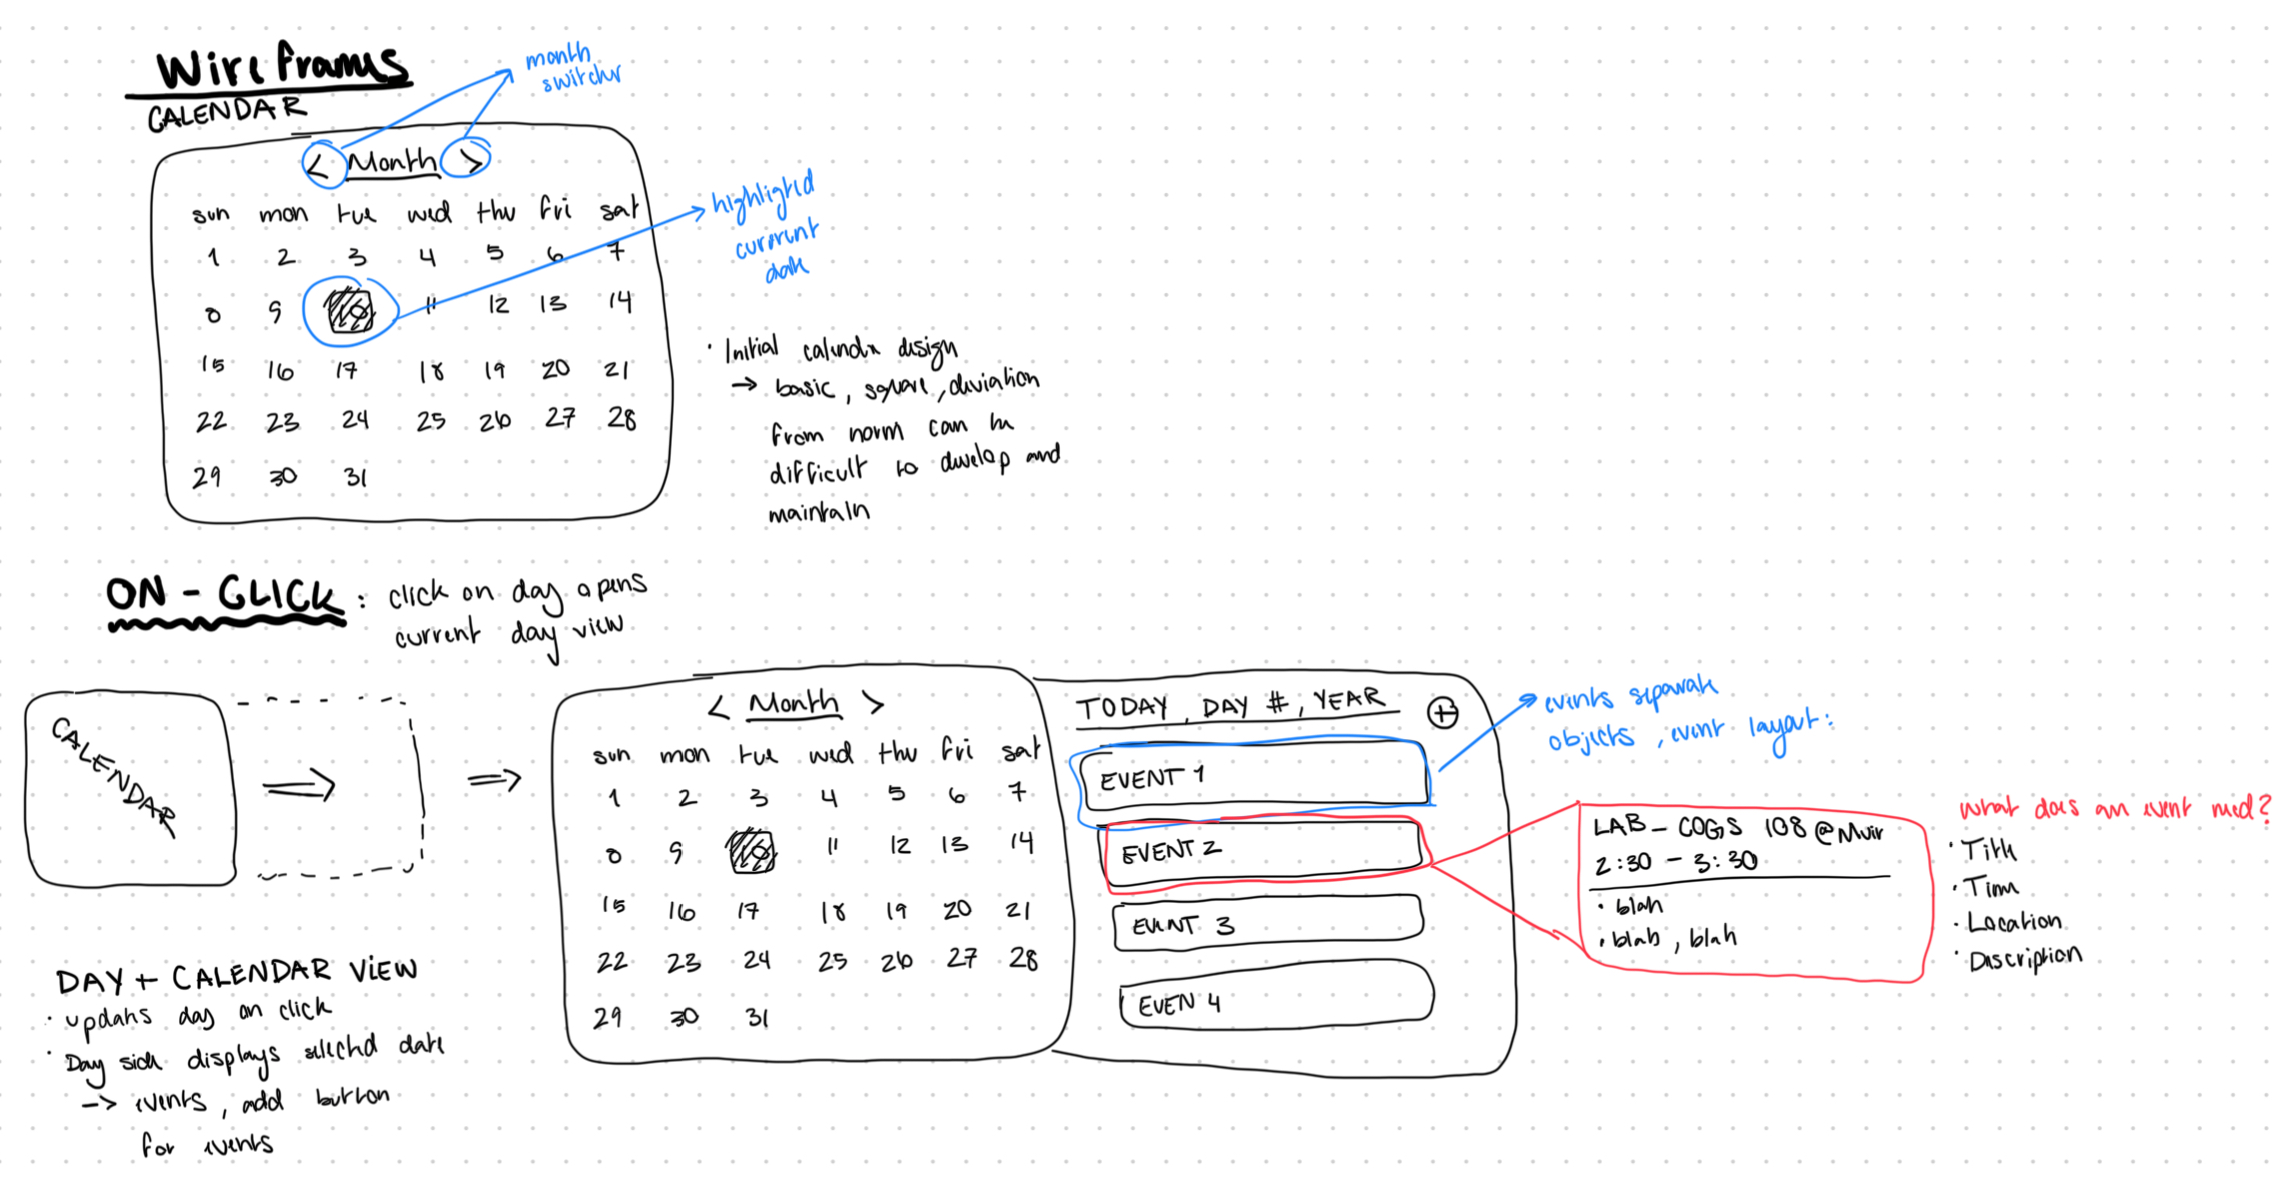 Wireframes
CALENDAR
month
switcher
< Month >
sun mon tue wed thu fri sat
1 2 3 4 5 6 7
8 9 10 11 12 13 14
15 16 17 18 19 20 21
22 23 24 25 26 27 28
29 30 31
highlighted
current
date
• Initial calendar design
→ basic, square, deviation
from norm can be
difficult to develop and
maintain
ON - CLICK : click on day opens
current day view
CALENDAR
DAY + CALENDAR VIEW
• updates day on click
• Day side displays selected date
-> events, add button
for events
< Month >
sun mon tue wed thu fri sat
1 2 3 4 5 6 7
8 9 10 11 12 13 14
15 16 17 18 19 20 21
22 23 24 25 26 27 28
29 30 31
TODAY, DAY #, YEAR +
EVENT 1
EVENT 2
EVENT 3
EVEN 4
events separate
objects, event layout:
LAB - COGS 108 @Muir
2:30 - 3:30
• blah
• blah, blah
what does an event need?
• Title
• Time
• Location
• Description